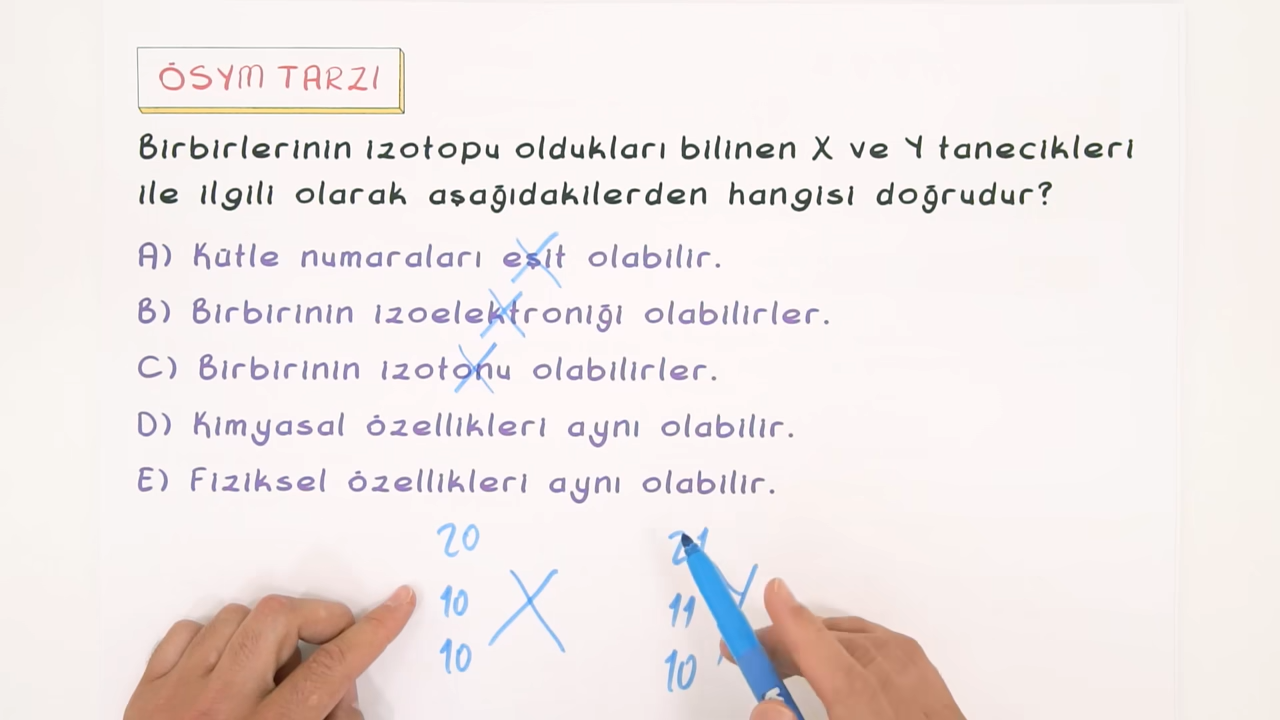 ÖSYM TARZI
Birbirlerinin izotopu oldukları bilinen X ve Y tanecikleri
ile ilgili olarak aşağıdakilerden hangisi doğrudur?
A) Kütle numaraları eşit olabilir.
B) Birbirinin izoelektroniği olabilirler.
C) Birbirinin izotonu olabilirler.
D) Kimyasal özellikleri aynı olabilir.
E) Fiziksel özellikleri aynı olabilir.
20 21
10 X 11 Y
10 10